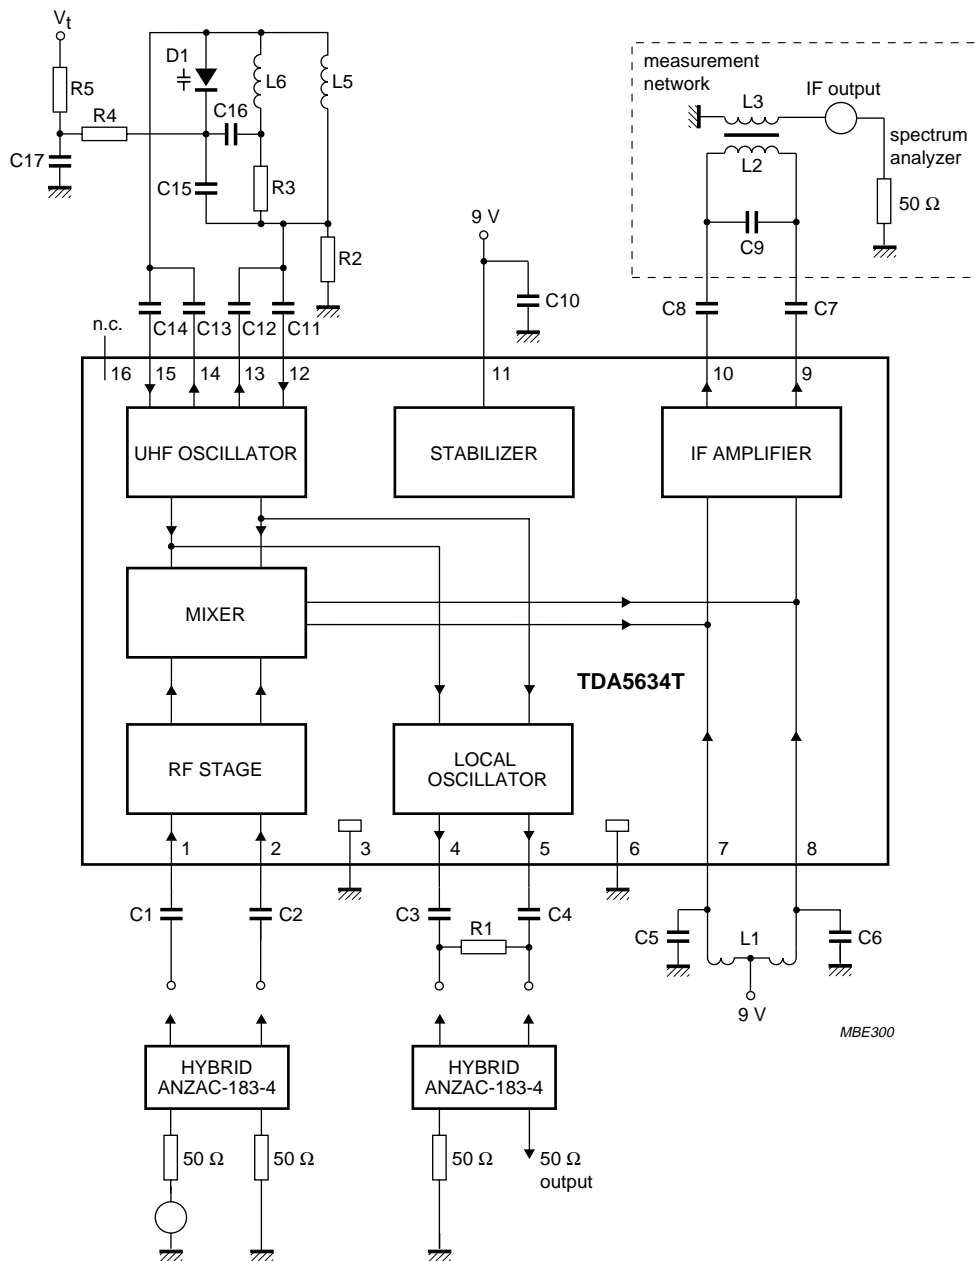 Vt
D1
R5
L6
L5
R4
C16
C17
C15
R3
R2
measurement
network
L3
IF output
L2
spectrum
analyzer
50 Ω
C9
9 V
C10
C8
C7
n.c.
C14
C13
C12
C11
16
15
14
13
12
11
10
9
UHF OSCILLATOR
STABILIZER
IF AMPLIFIER
MIXER
TDA5634T
RF STAGE
LOCAL
OSCILLATOR
1
2
3
4
5
6
7
8
C1
C2
C3
C4
R1
C5
L1
C6
9 V
MBE300
HYBRID
ANZAC-183-4
HYBRID
ANZAC-183-4
50 Ω
50 Ω
50 Ω
50 Ω
output